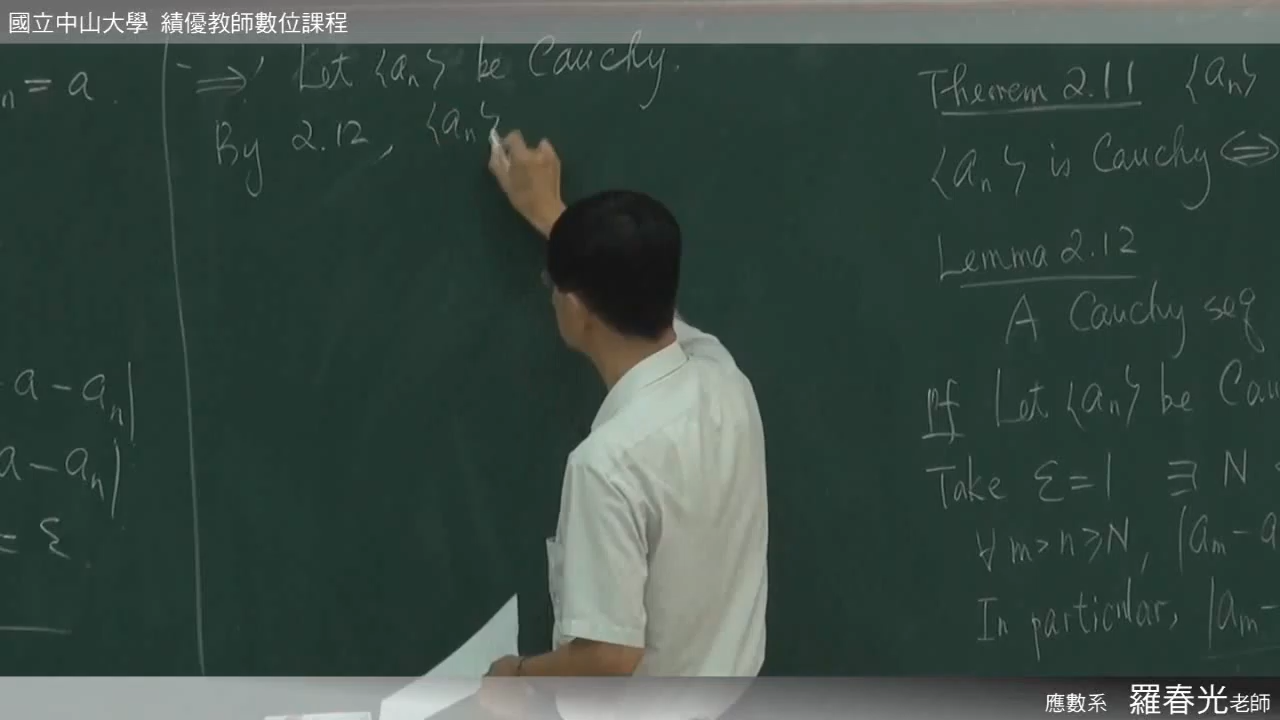 國立中山大學 績優教師數位課程
n = a.
- a - aₙ|
a - aₙ|
= ε
"⇒" Let ⟨aₙ⟩ be Cauchy.
By 2.12, ⟨aₙ⟩
Theorem 2.11 ⟨aₙ⟩
⟨aₙ⟩ is Cauchy ⇔
Lemma 2.12
A Cauchy seq
Pf Let ⟨aₙ⟩ be Cau
Take ε = 1 ∃ N
∀ m > n ≥ N, |aₘ - a
In particular, |aₘ -
應數系 羅春光老師